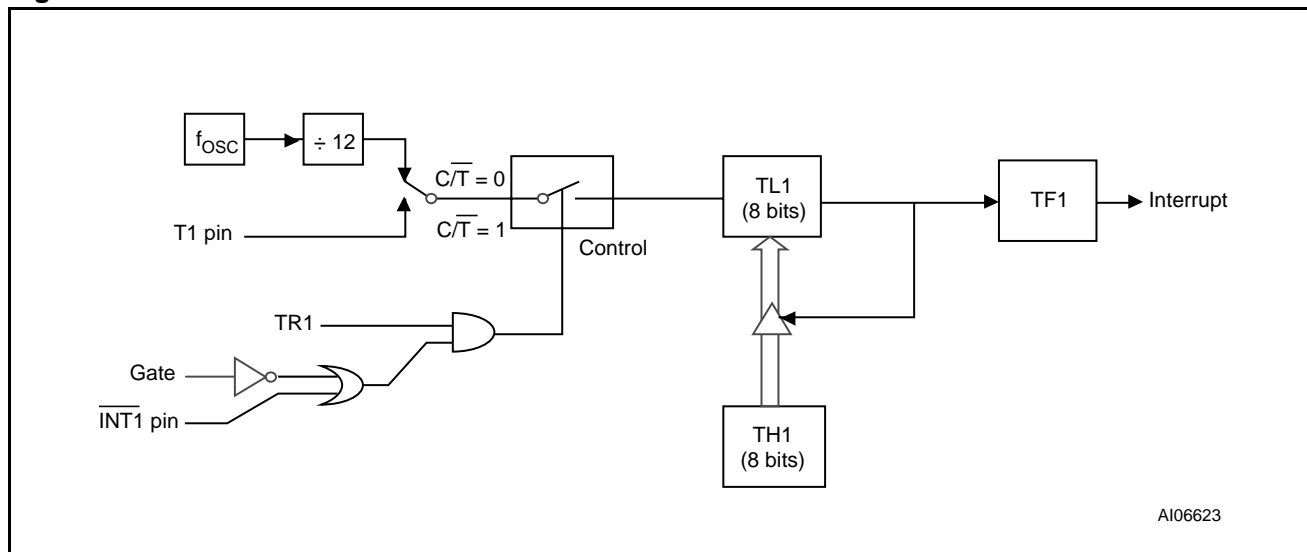 fOSC
÷ 12
C/T̅ = 0
T1 pin
C/T̅ = 1
Control
TL1
(8 bits)
TF1
Interrupt
TR1
Gate
I̅N̅T̅1̅ pin
TH1
(8 bits)
AI06623